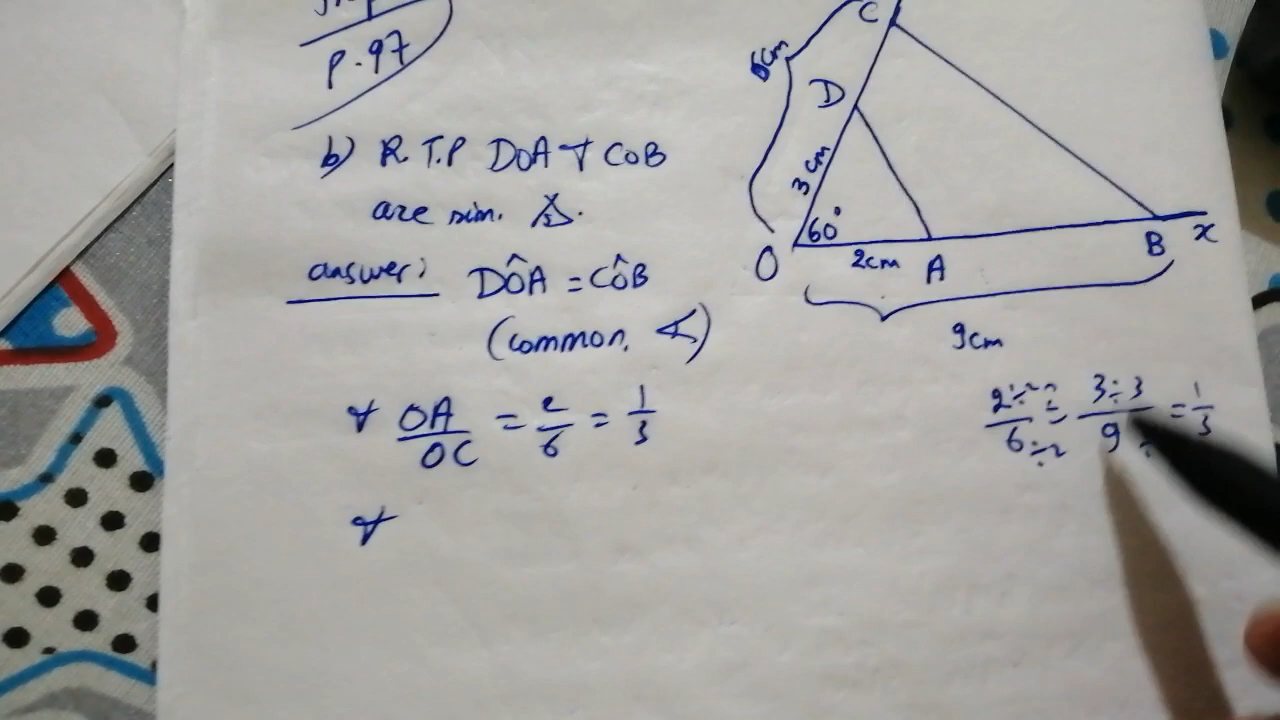 P.97
b) R.T.P DOA + COB
are sim. Δ.
answer: DÔA = CÔB
(common, ∢)
+ OA/OC = 2/6 = 1/3
+
C
6cm
D
3cm
60°
O
2cm A
B x
9cm
2÷2/6÷2 = 3÷3/9÷ = 1/3